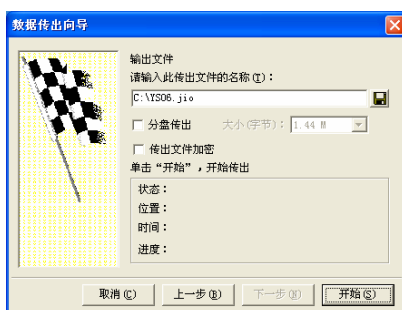 数据传出向导
输出文件
请输入此传出文件的名称(I)：
C:\YS06.jio
分盘传出 大小(字节)： 1.44 M
传出文件加密
单击“开始”，开始传出
状态：
位置：
时间：
进度：
取消(C) 上一步(B) 下一步(N) 开始(S)